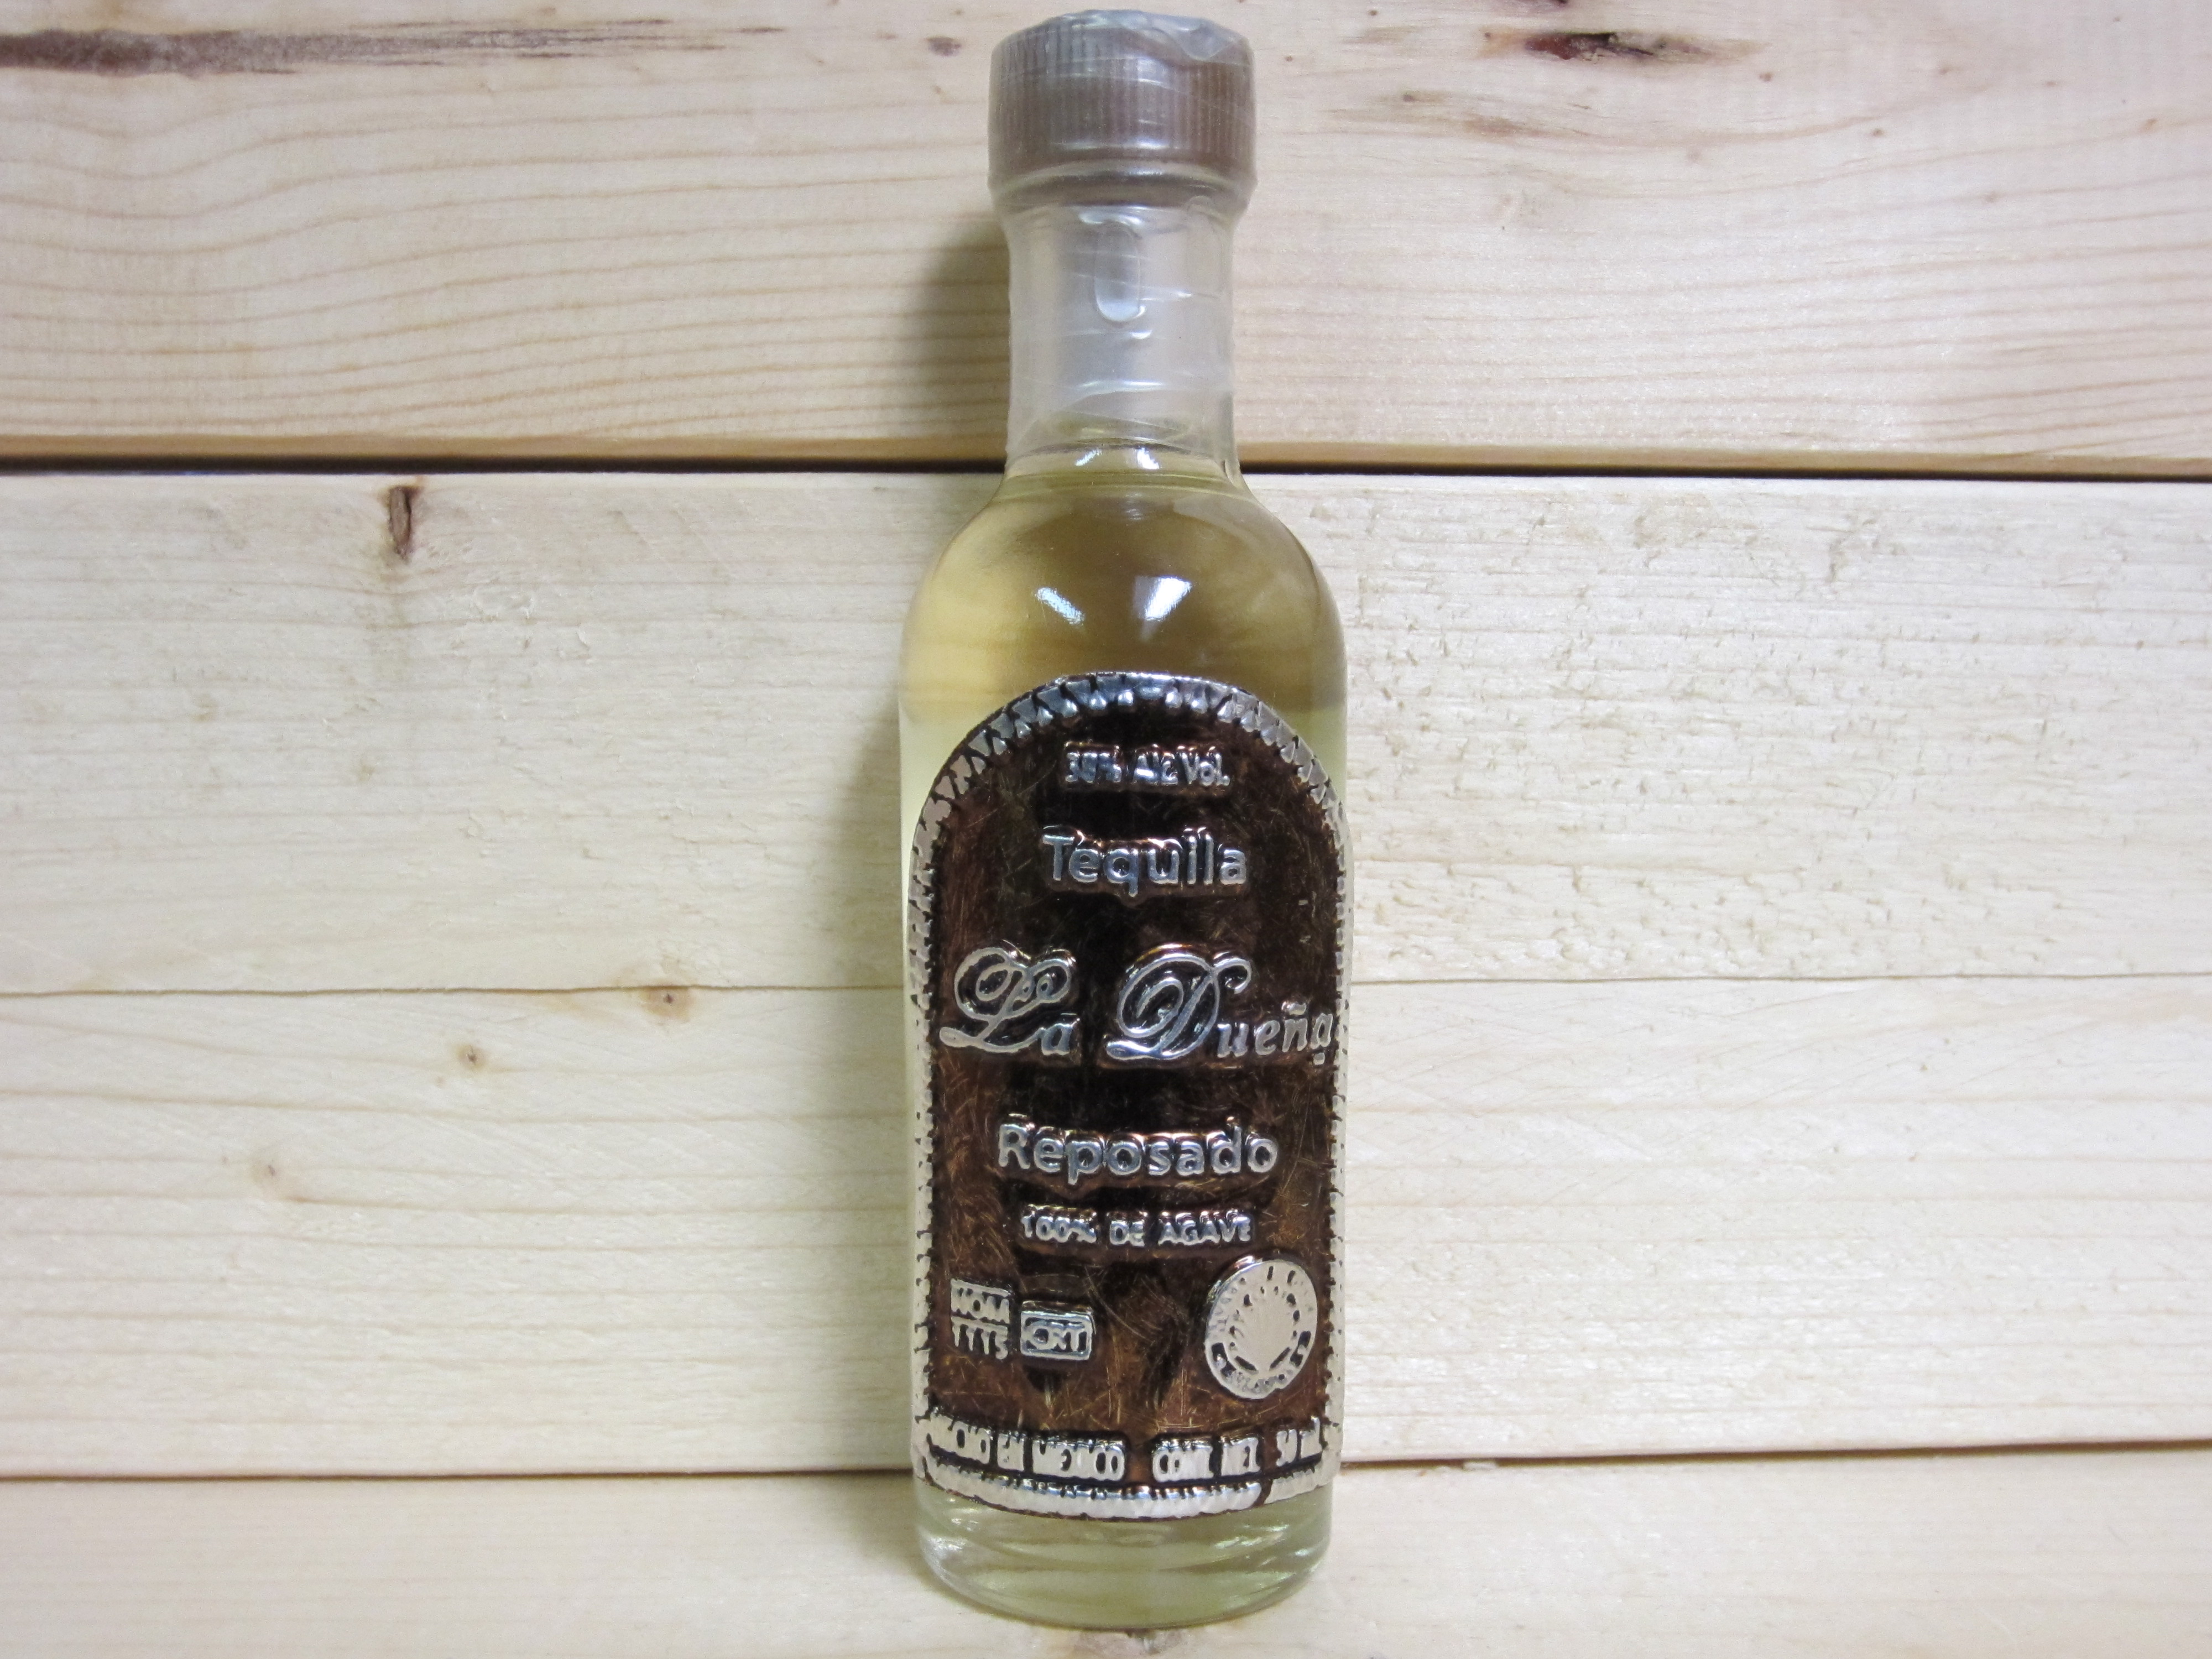 38% Alc Vol.
Tequila
La Dueña
Reposado
100% DE AGAVE
NOM
1115
CRT
HECHO EN MÉXICO CONT. NET. 50 ml.